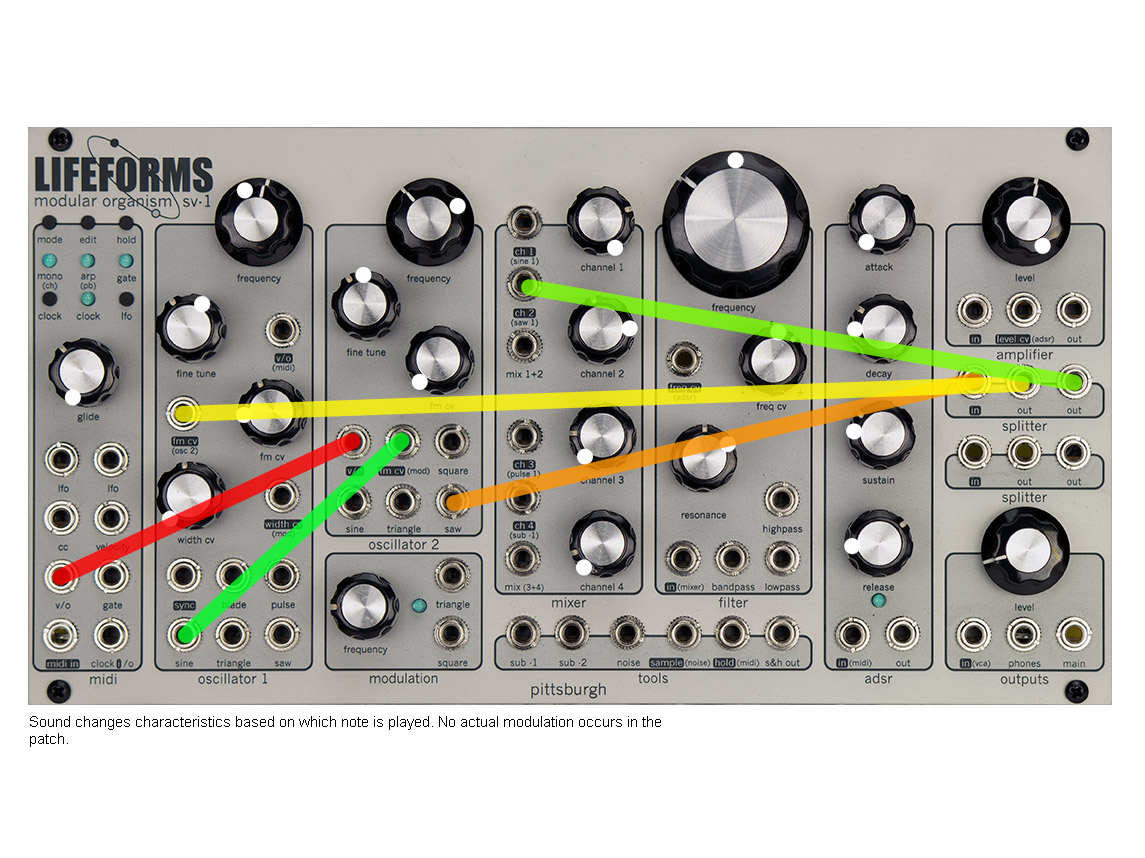 LIFEFORMS
modular organism sv·1
mode edit hold
mono (ch) arp (pb) gate
clock clock lfo
glide
lfo lfo
cc velocity
v/o gate
midi in clock i/o
midi
frequency
fine tune
v/o (midi)
fm cv (osc 2)
fm cv
width cv
width cv (mod)
sync blade pulse
sine triangle saw
oscillator 1
frequency
fine tune
fm cv
v/o fm cv (mod) square
sine triangle saw
oscillator 2
triangle
frequency
square
modulation
ch 1 (sine 1)
channel 1
ch 2 (saw 1)
mix 1+2
channel 2
ch 3 (pulse 1)
channel 3
ch 4 (sub -1)
mix (3+4)
channel 4
mixer
frequency
freq cv (adsr)
- freq cv +
resonance
highpass
in (mixer) bandpass lowpass
filter
sub -1 sub -2 noise sample (noise) hold (midi) s&h out
tools
pittsburgh
attack
decay
sustain
release
in (midi) out
adsr
level
in level cv (adsr) out
amplifier
in out out
splitter
in out out
splitter
level
in (vca) phones main
outputs
Sound changes characteristics based on which note is played. No actual modulation occurs in the
patch.